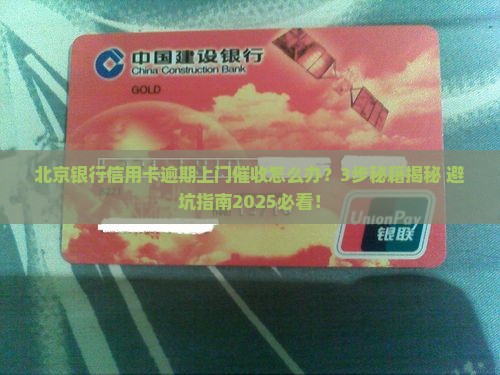 中国建设银行
China Construction Bank
GOLD
北京银行信用卡逾期上门催收怎么办？3步秘籍揭秘 避
坑指南2025必看！
UnionPay
银联